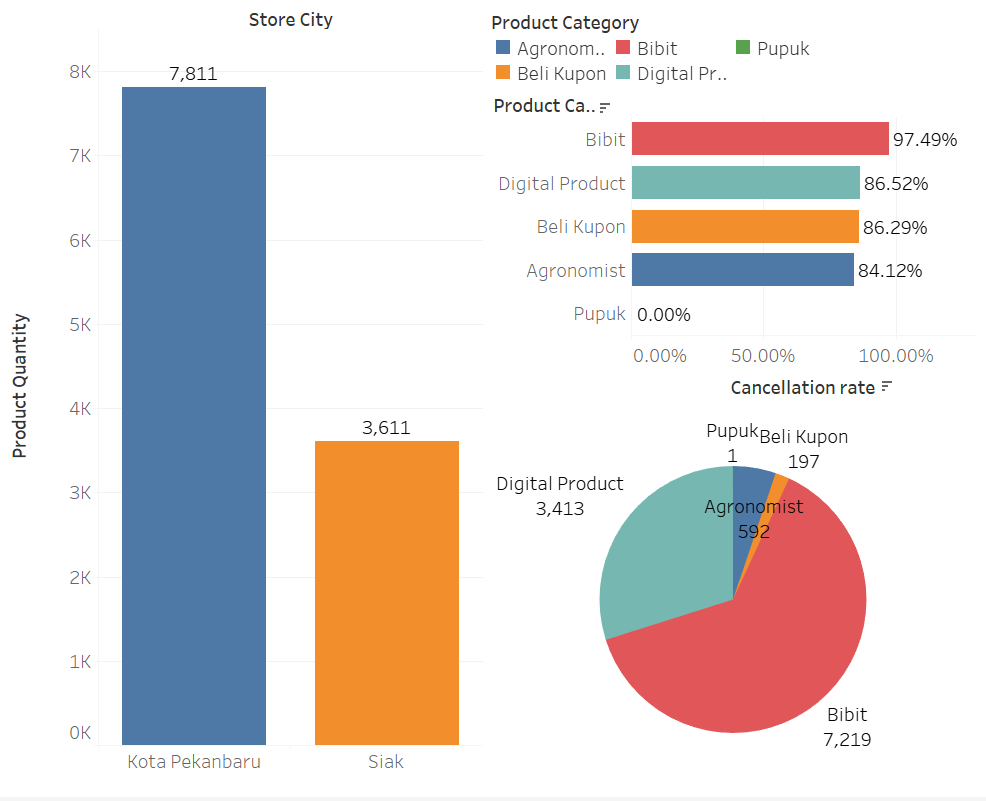 Store City
Product Quantity
8K
7K
6K
5K
4K
3K
2K
1K
0K
7,811
3,611
Kota Pekanbaru
Siak
Product Category
Agronom.. Bibit Pupuk
Beli Kupon Digital Pr..
Product Ca..
Bibit 97.49%
Digital Product 86.52%
Beli Kupon 86.29%
Agronomist 84.12%
Pupuk 0.00%
0.00% 50.00% 100.00%
Cancellation rate
Pupuk
1
Beli Kupon
197
Digital Product
3,413
Agronomist
592
Bibit
7,219